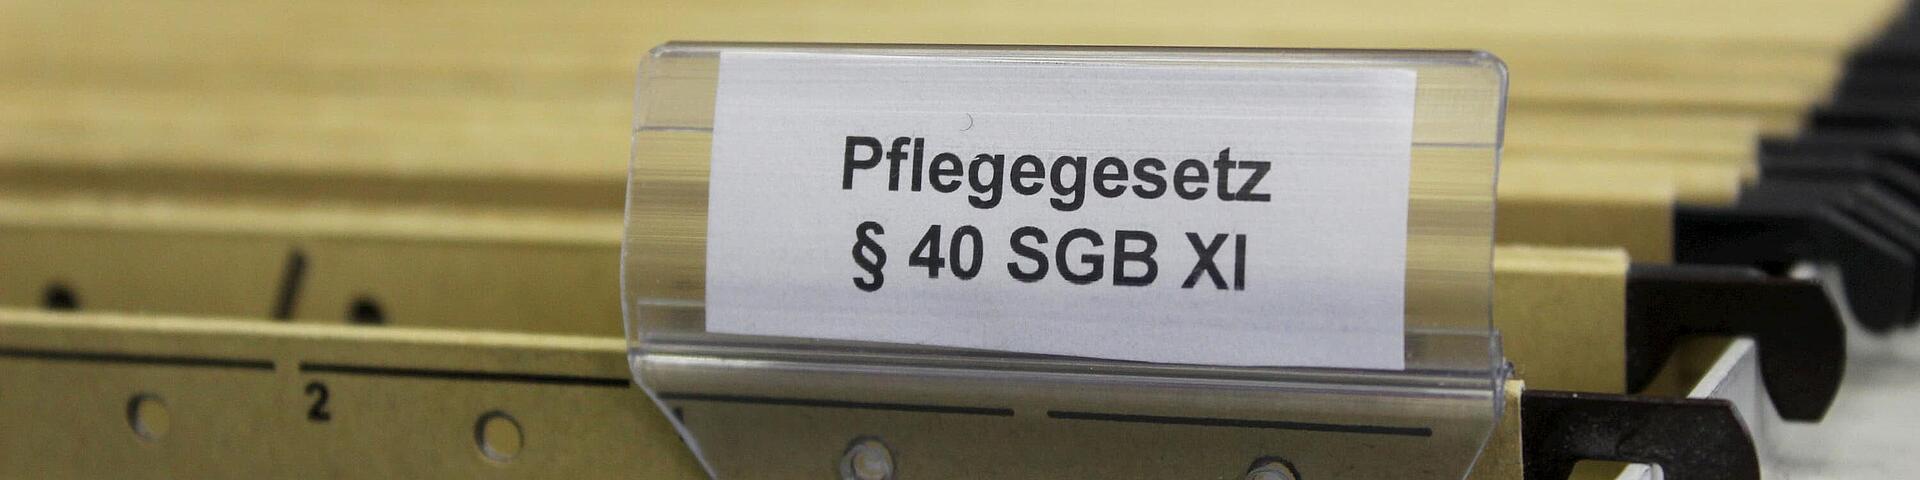 Pflegegesetz
§ 40 SGB XI
2